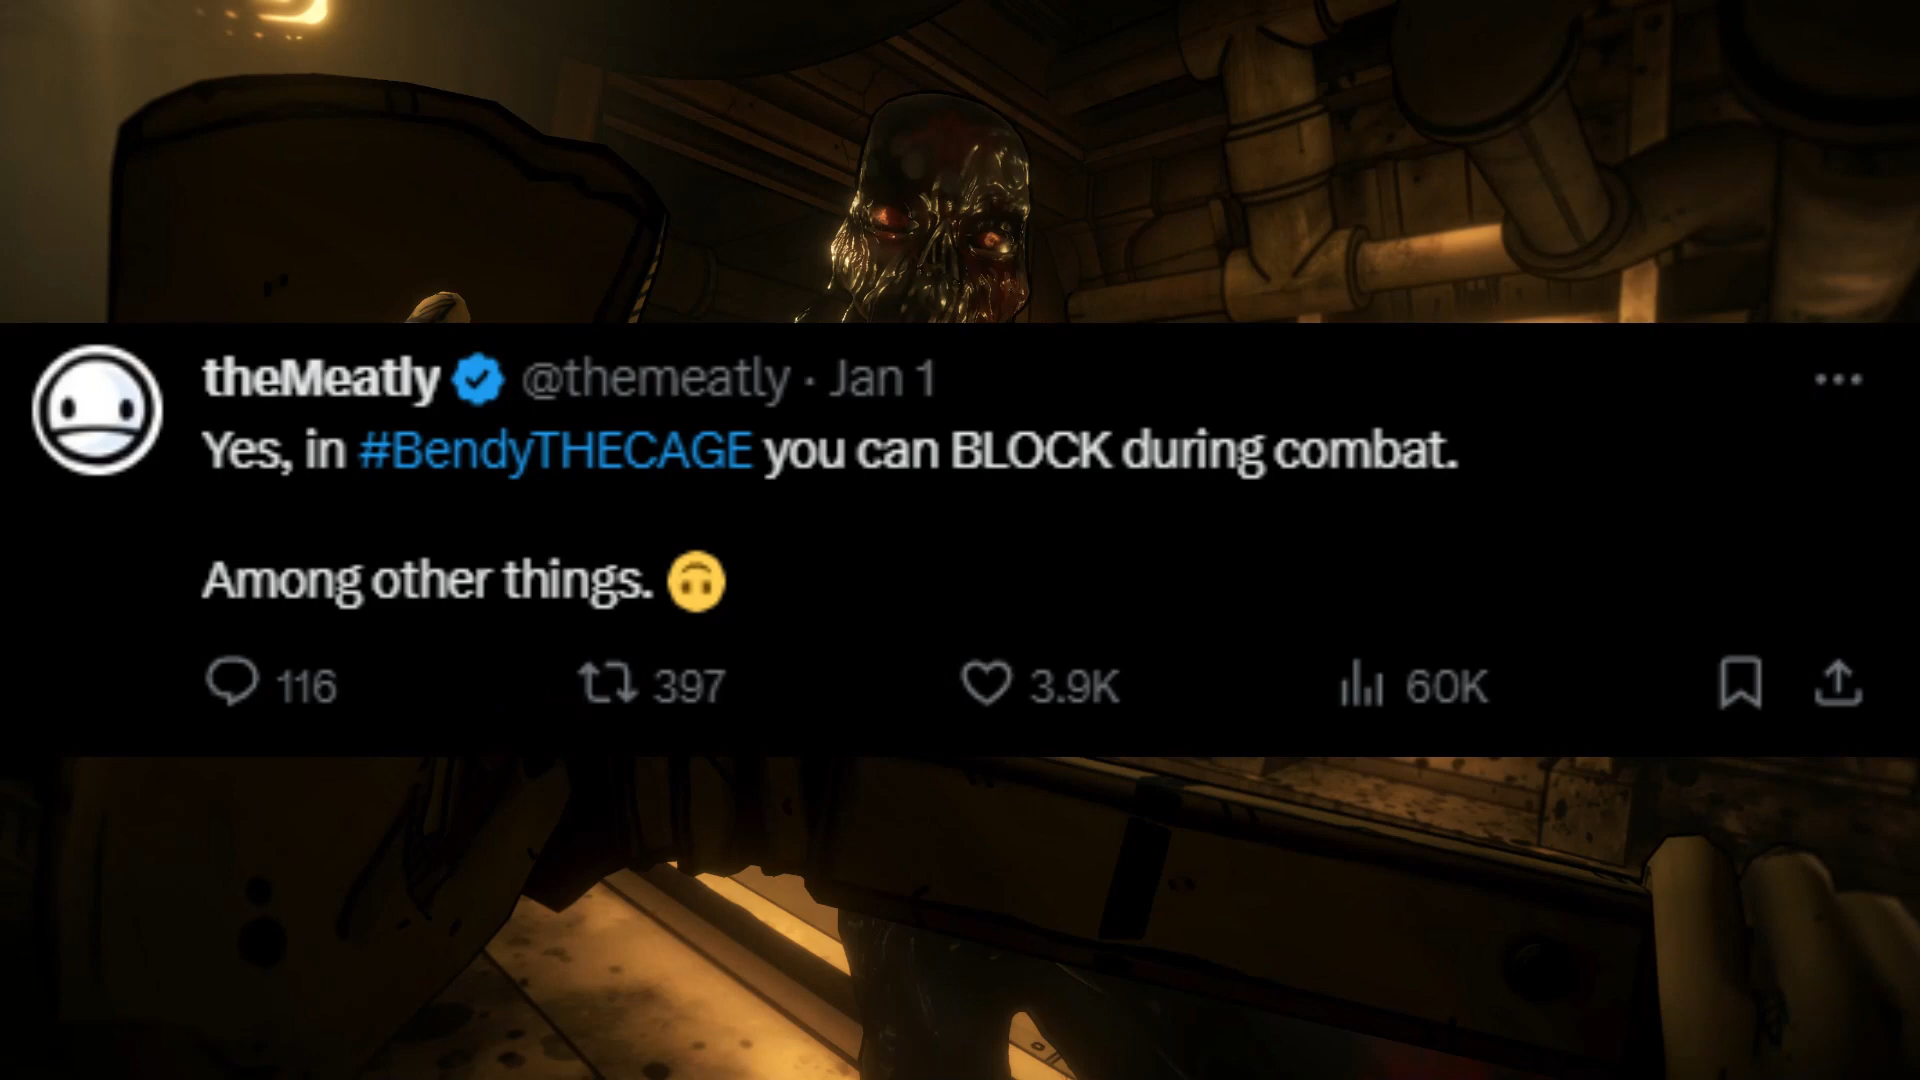 theMeatly @themeatly · Jan 1
Yes, in #BendyTHECAGE you can BLOCK during combat.
Among other things. 🙃
116 397 3.9K 60K